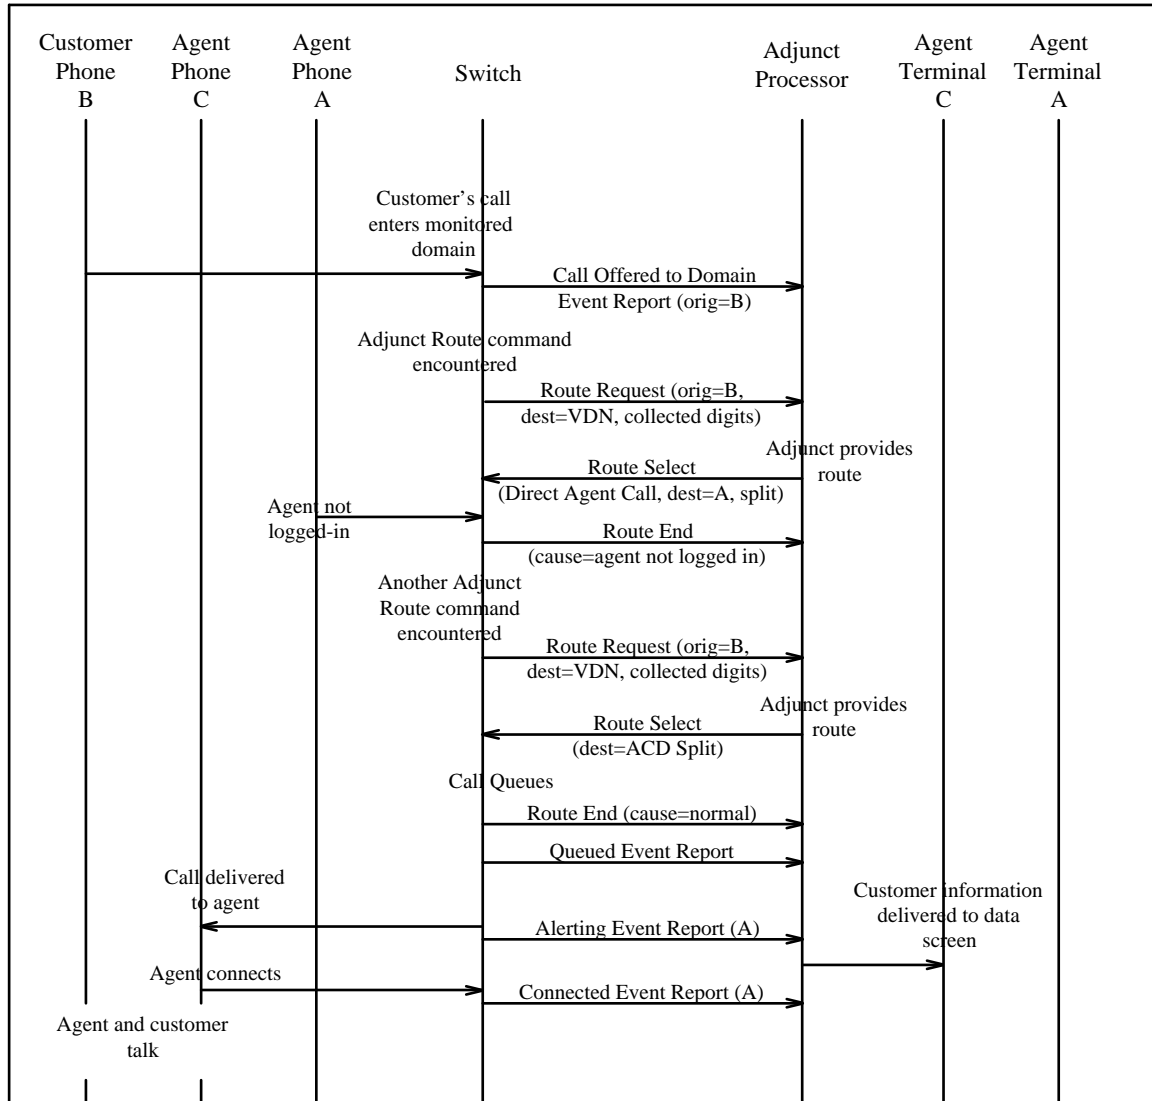 Customer
Phone
B
Agent
Phone
C
Agent
Phone
A
Switch
Adjunct
Processor
Agent
Terminal
C
Agent
Terminal
A
Customer’s call
enters monitored
domain
Call Offered to Domain
Event Report (orig=B)
Adjunct Route command
encountered
Route Request (orig=B,
dest=VDN, collected digits)
Adjunct provides
route
Route Select
(Direct Agent Call, dest=A, split)
Agent not
logged-in
Route End
(cause=agent not logged in)
Another Adjunct
Route command
encountered
Route Request (orig=B,
dest=VDN, collected digits)
Adjunct provides
route
Route Select
(dest=ACD Split)
Call Queues
Route End (cause=normal)
Queued Event Report
Call delivered
to agent
Customer information
delivered to data
screen
Alerting Event Report (A)
Agent connects
Connected Event Report (A)
Agent and customer
talk